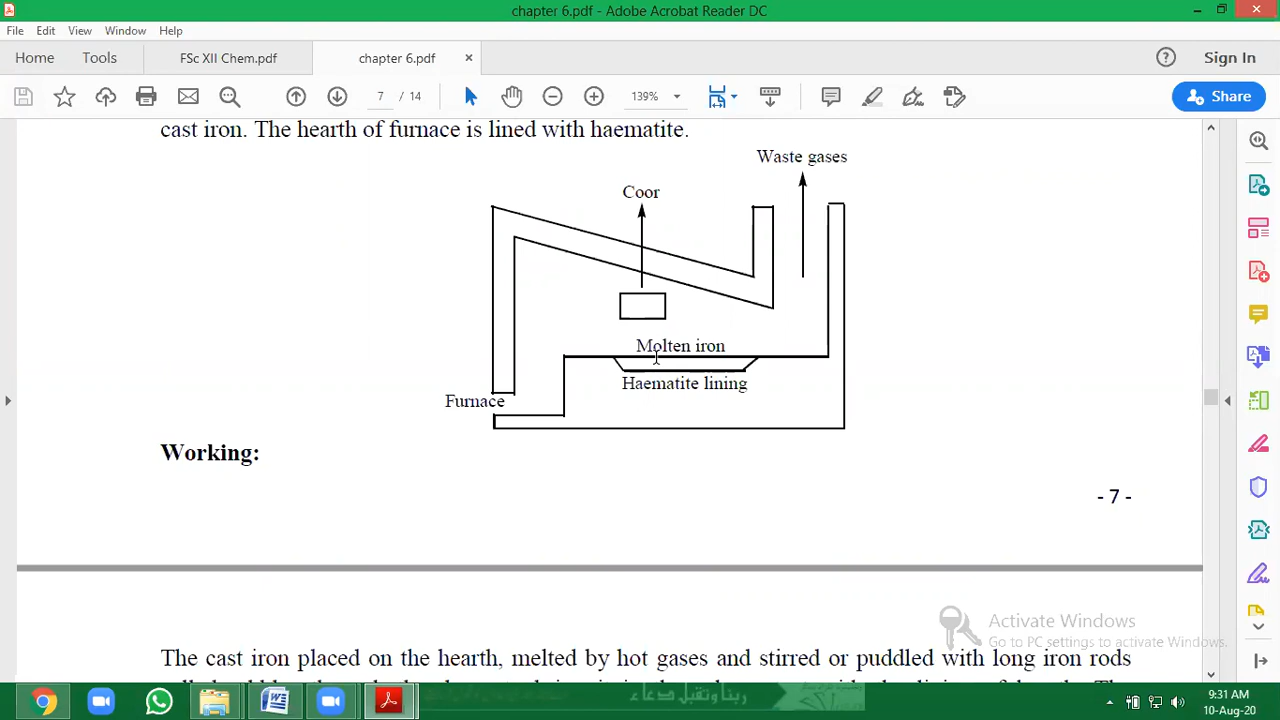 chapter 6.pdf - Adobe Acrobat Reader DC
File Edit View Window Help
Home Tools FSc XII Chem.pdf chapter 6.pdf × Sign In
7 / 14 139% Share
cast iron. The hearth of furnace is lined with haematite.
Waste gases
Coor
Molten iron
Haematite lining
Furnace
Working:
- 7 -
Activate Windows
Go to PC settings to activate Windows.
The cast iron placed on the hearth, melted by hot gases and stirred or puddled with long iron rods
ربنا وتقبل دعاء
9:31 AM
10-Aug-20